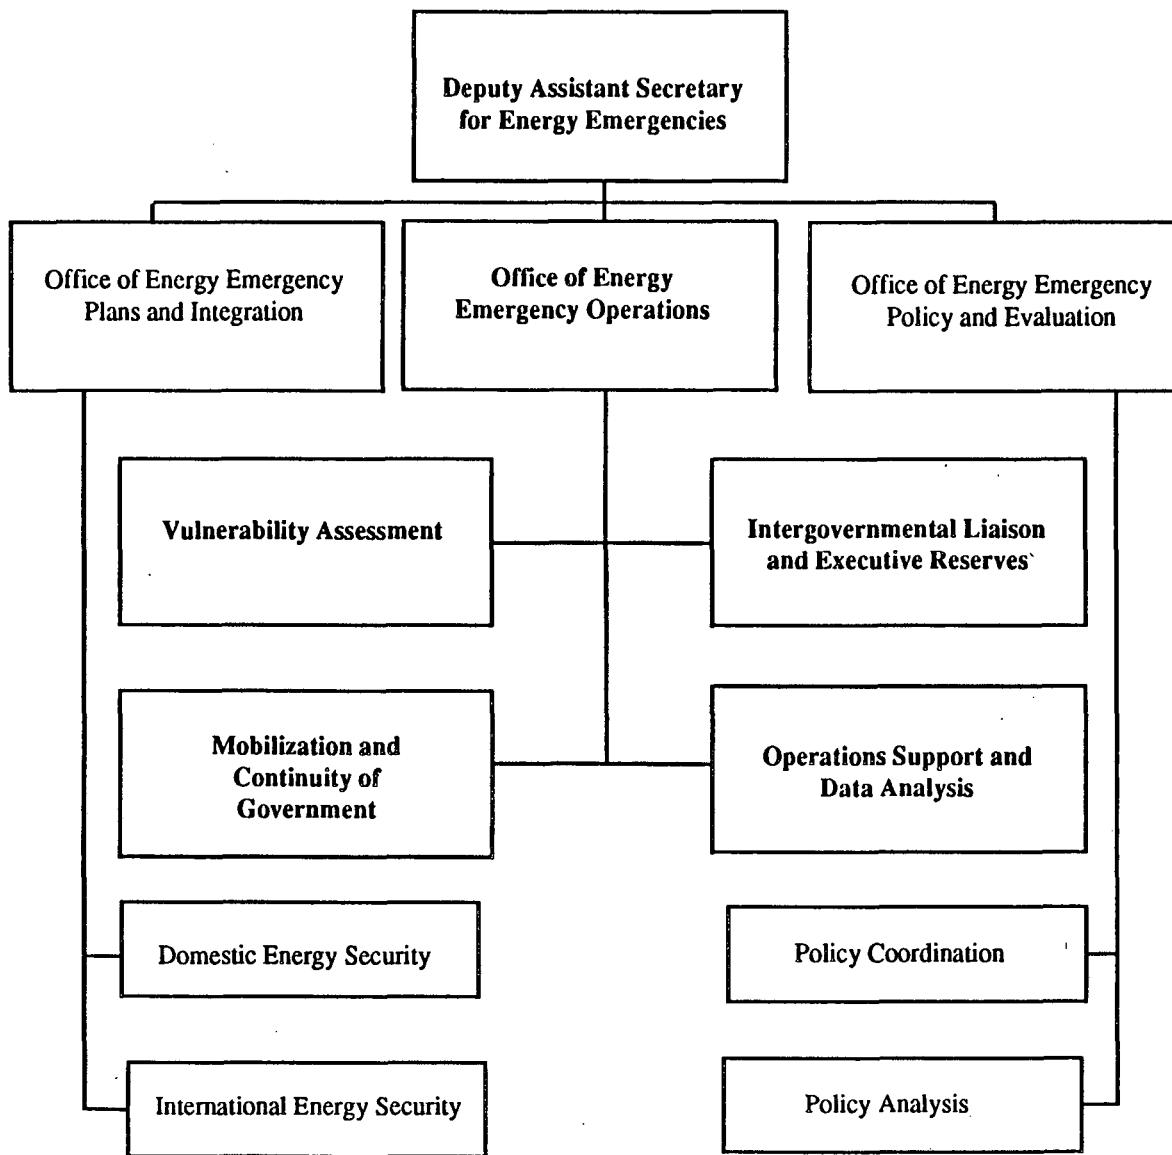 Deputy Assistant Secretary
for Energy Emergencies
Office of Energy Emergency
Plans and Integration
Office of Energy
Emergency Operations
Office of Energy Emergency
Policy and Evaluation
Vulnerability Assessment
Intergovernmental Liaison
and Executive Reserves
Mobilization and
Continuity of
Government
Operations Support and
Data Analysis
Domestic Energy Security
Policy Coordination
International Energy Security
Policy Analysis